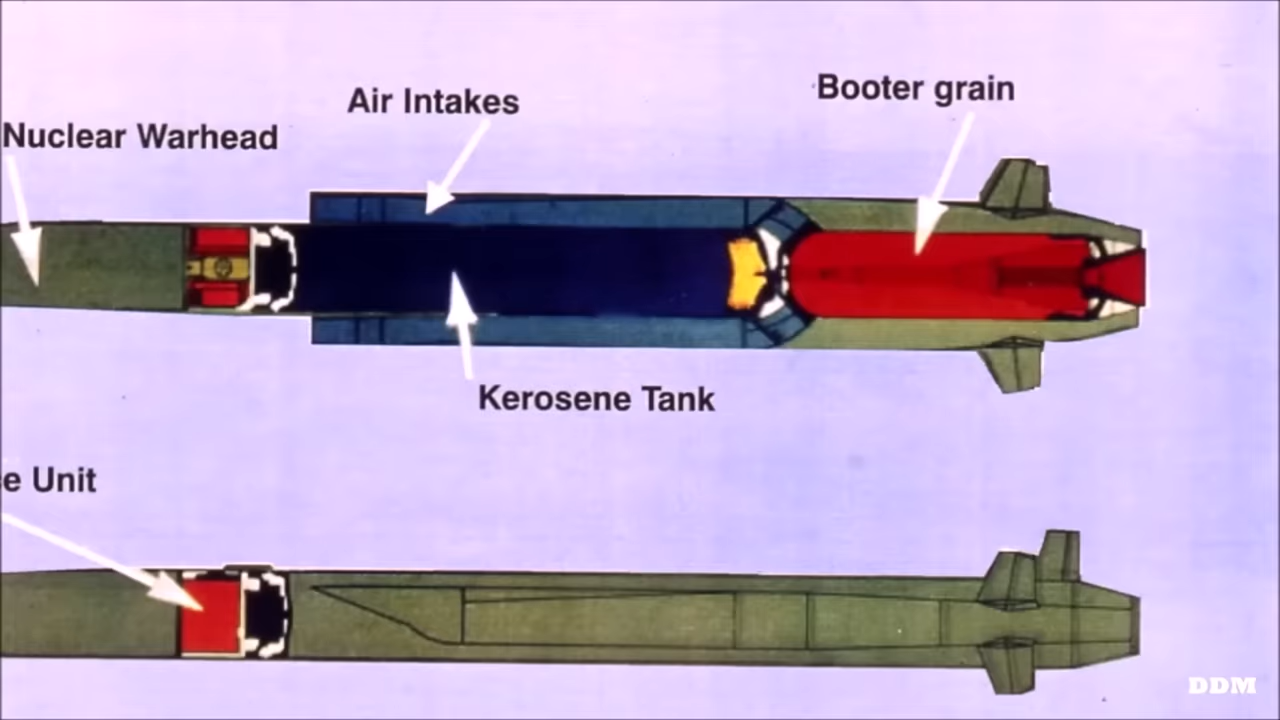 Booter grain
Air Intakes
Nuclear Warhead
Kerosene Tank
e Unit
DDM